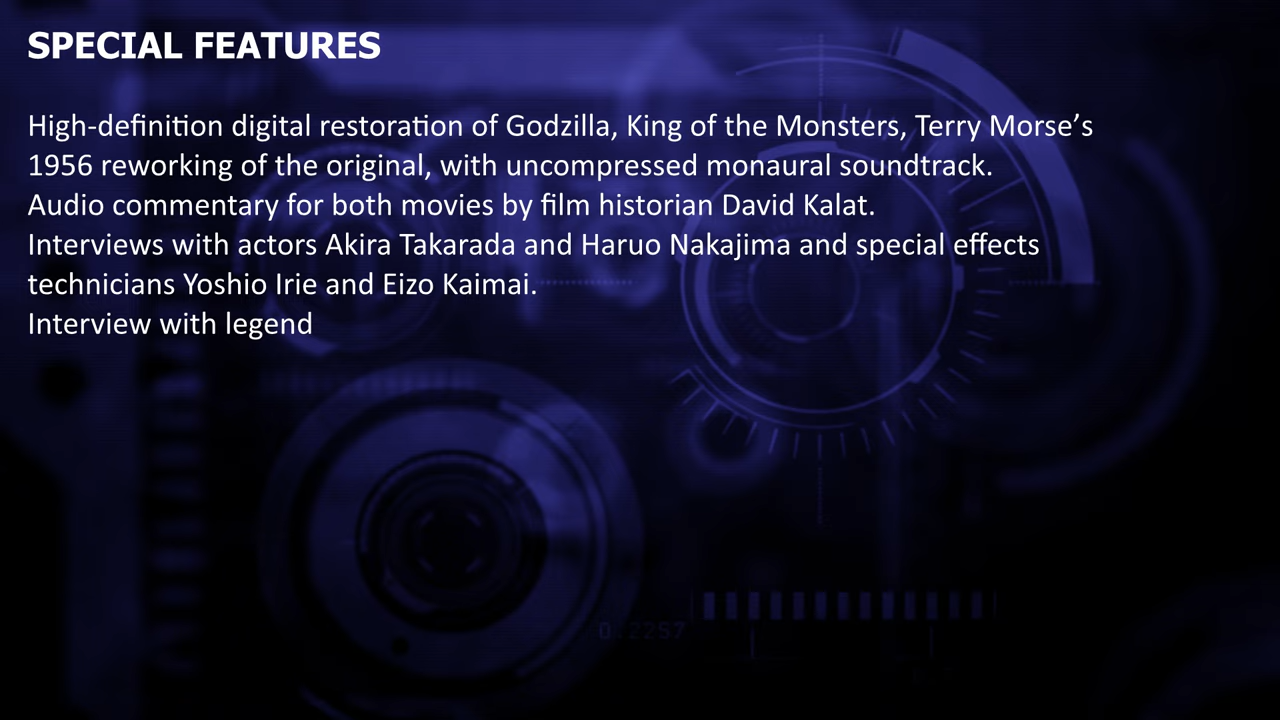 SPECIAL FEATURES
High-definition digital restoration of Godzilla, King of the Monsters, Terry Morse’s
1956 reworking of the original, with uncompressed monaural soundtrack.
Audio commentary for both movies by film historian David Kalat.
Interviews with actors Akira Takarada and Haruo Nakajima and special effects
technicians Yoshio Irie and Eizo Kaimai.
Interview with legend
0.2257